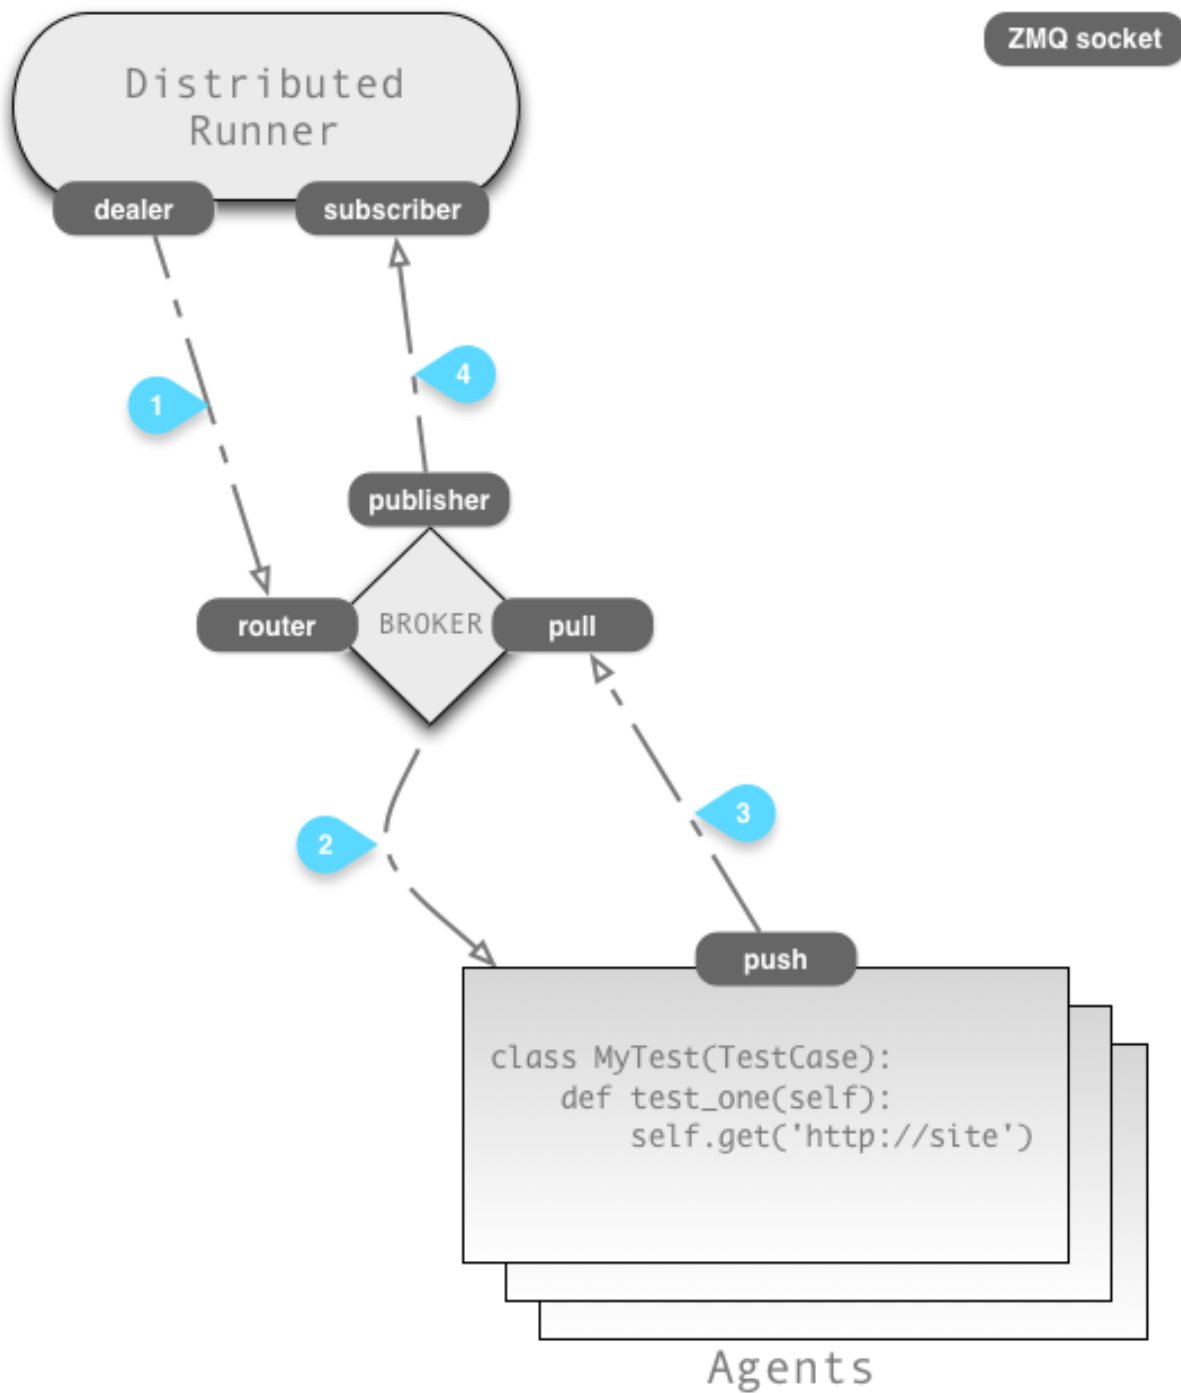 ZMQ socket
Distributed
Runner
dealer
subscriber
4
1
publisher
router
BROKER
pull
3
2
push
class MyTest(TestCase):
    def test_one(self):
        self.get('http://site')
Agents